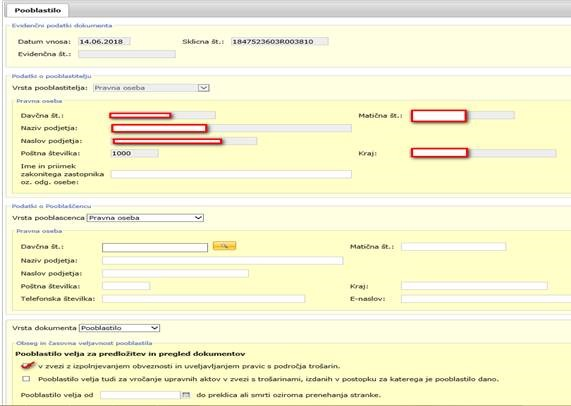 Pooblastilo
Evidenčni podatki dokumenta
Datum vnosa: 14.06.2018 Sklicna št.: 1847523603R003810
Evidenčna št.:
Podatki o pooblastitelju
Vrsta pooblastitelja: Pravna oseba
Pravna oseba
Davčna št.: Matična št.:
Naziv podjetja:
Naslov podjetja:
Poštna številka: 1000 Kraj:
Ime in priimek
zakonitega zastopnika
oz. odg. osebe:
Podatki o Pooblaščencu
Vrsta pooblascenca Pravna oseba
Pravna oseba
Davčna št.: Matična št.:
Naziv podjetja:
Naslov podjetja:
Poštna številka: Kraj:
Telefonska številka: E-naslov:
Vrsta dokumenta Pooblastilo
Obseg in časovna veljavnost pooblastila
Pooblastilo velja za predložitev in pregled dokumentov
v zvezi z izpolnjevanjem obveznosti in uveljavljanjem pravic s področja trošarin.
Pooblastilo velja tudi za vročanje upravnih aktov v zvezi s trošarinami, izdanih v postopku za katerega je pooblastilo dano.
Pooblastilo velja od do preklica ali smrti oziroma prenehanja stranke.